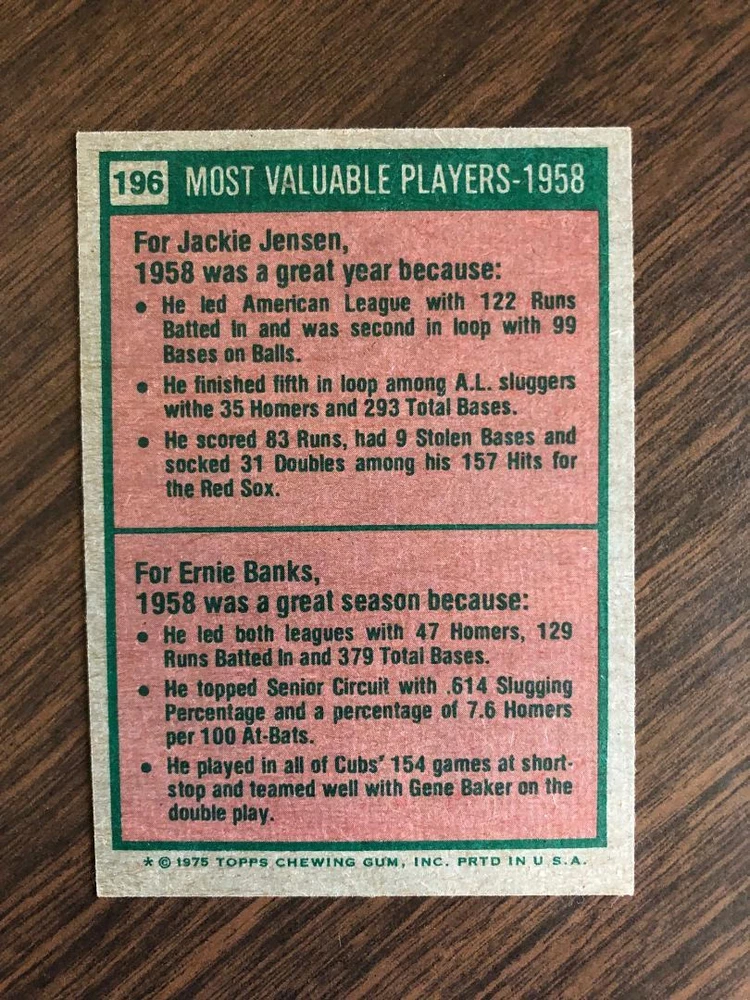 196 MOST VALUABLE PLAYERS-1958
For Jackie Jensen,
1958 was a great year because:
• He led American League with 122 Runs
Batted In and was second in loop with 99
Bases on Balls.
• He finished fifth in loop among A.L. sluggers
withe 35 Homers and 293 Total Bases.
• He scored 83 Runs, had 9 Stolen Bases and
socked 31 Doubles among his 157 Hits for
the Red Sox.
For Ernie Banks,
1958 was a great season because:
• He led both leagues with 47 Homers, 129
Runs Batted In and 379 Total Bases.
• He topped Senior Circuit with .614 Slugging
Percentage and a percentage of 7.6 Homers
per 100 At-Bats.
• He played in all of Cubs' 154 games at short-
stop and teamed well with Gene Baker on the
double play.
* © 1975 TOPPS CHEWING GUM, INC. PRTD IN U S.A.